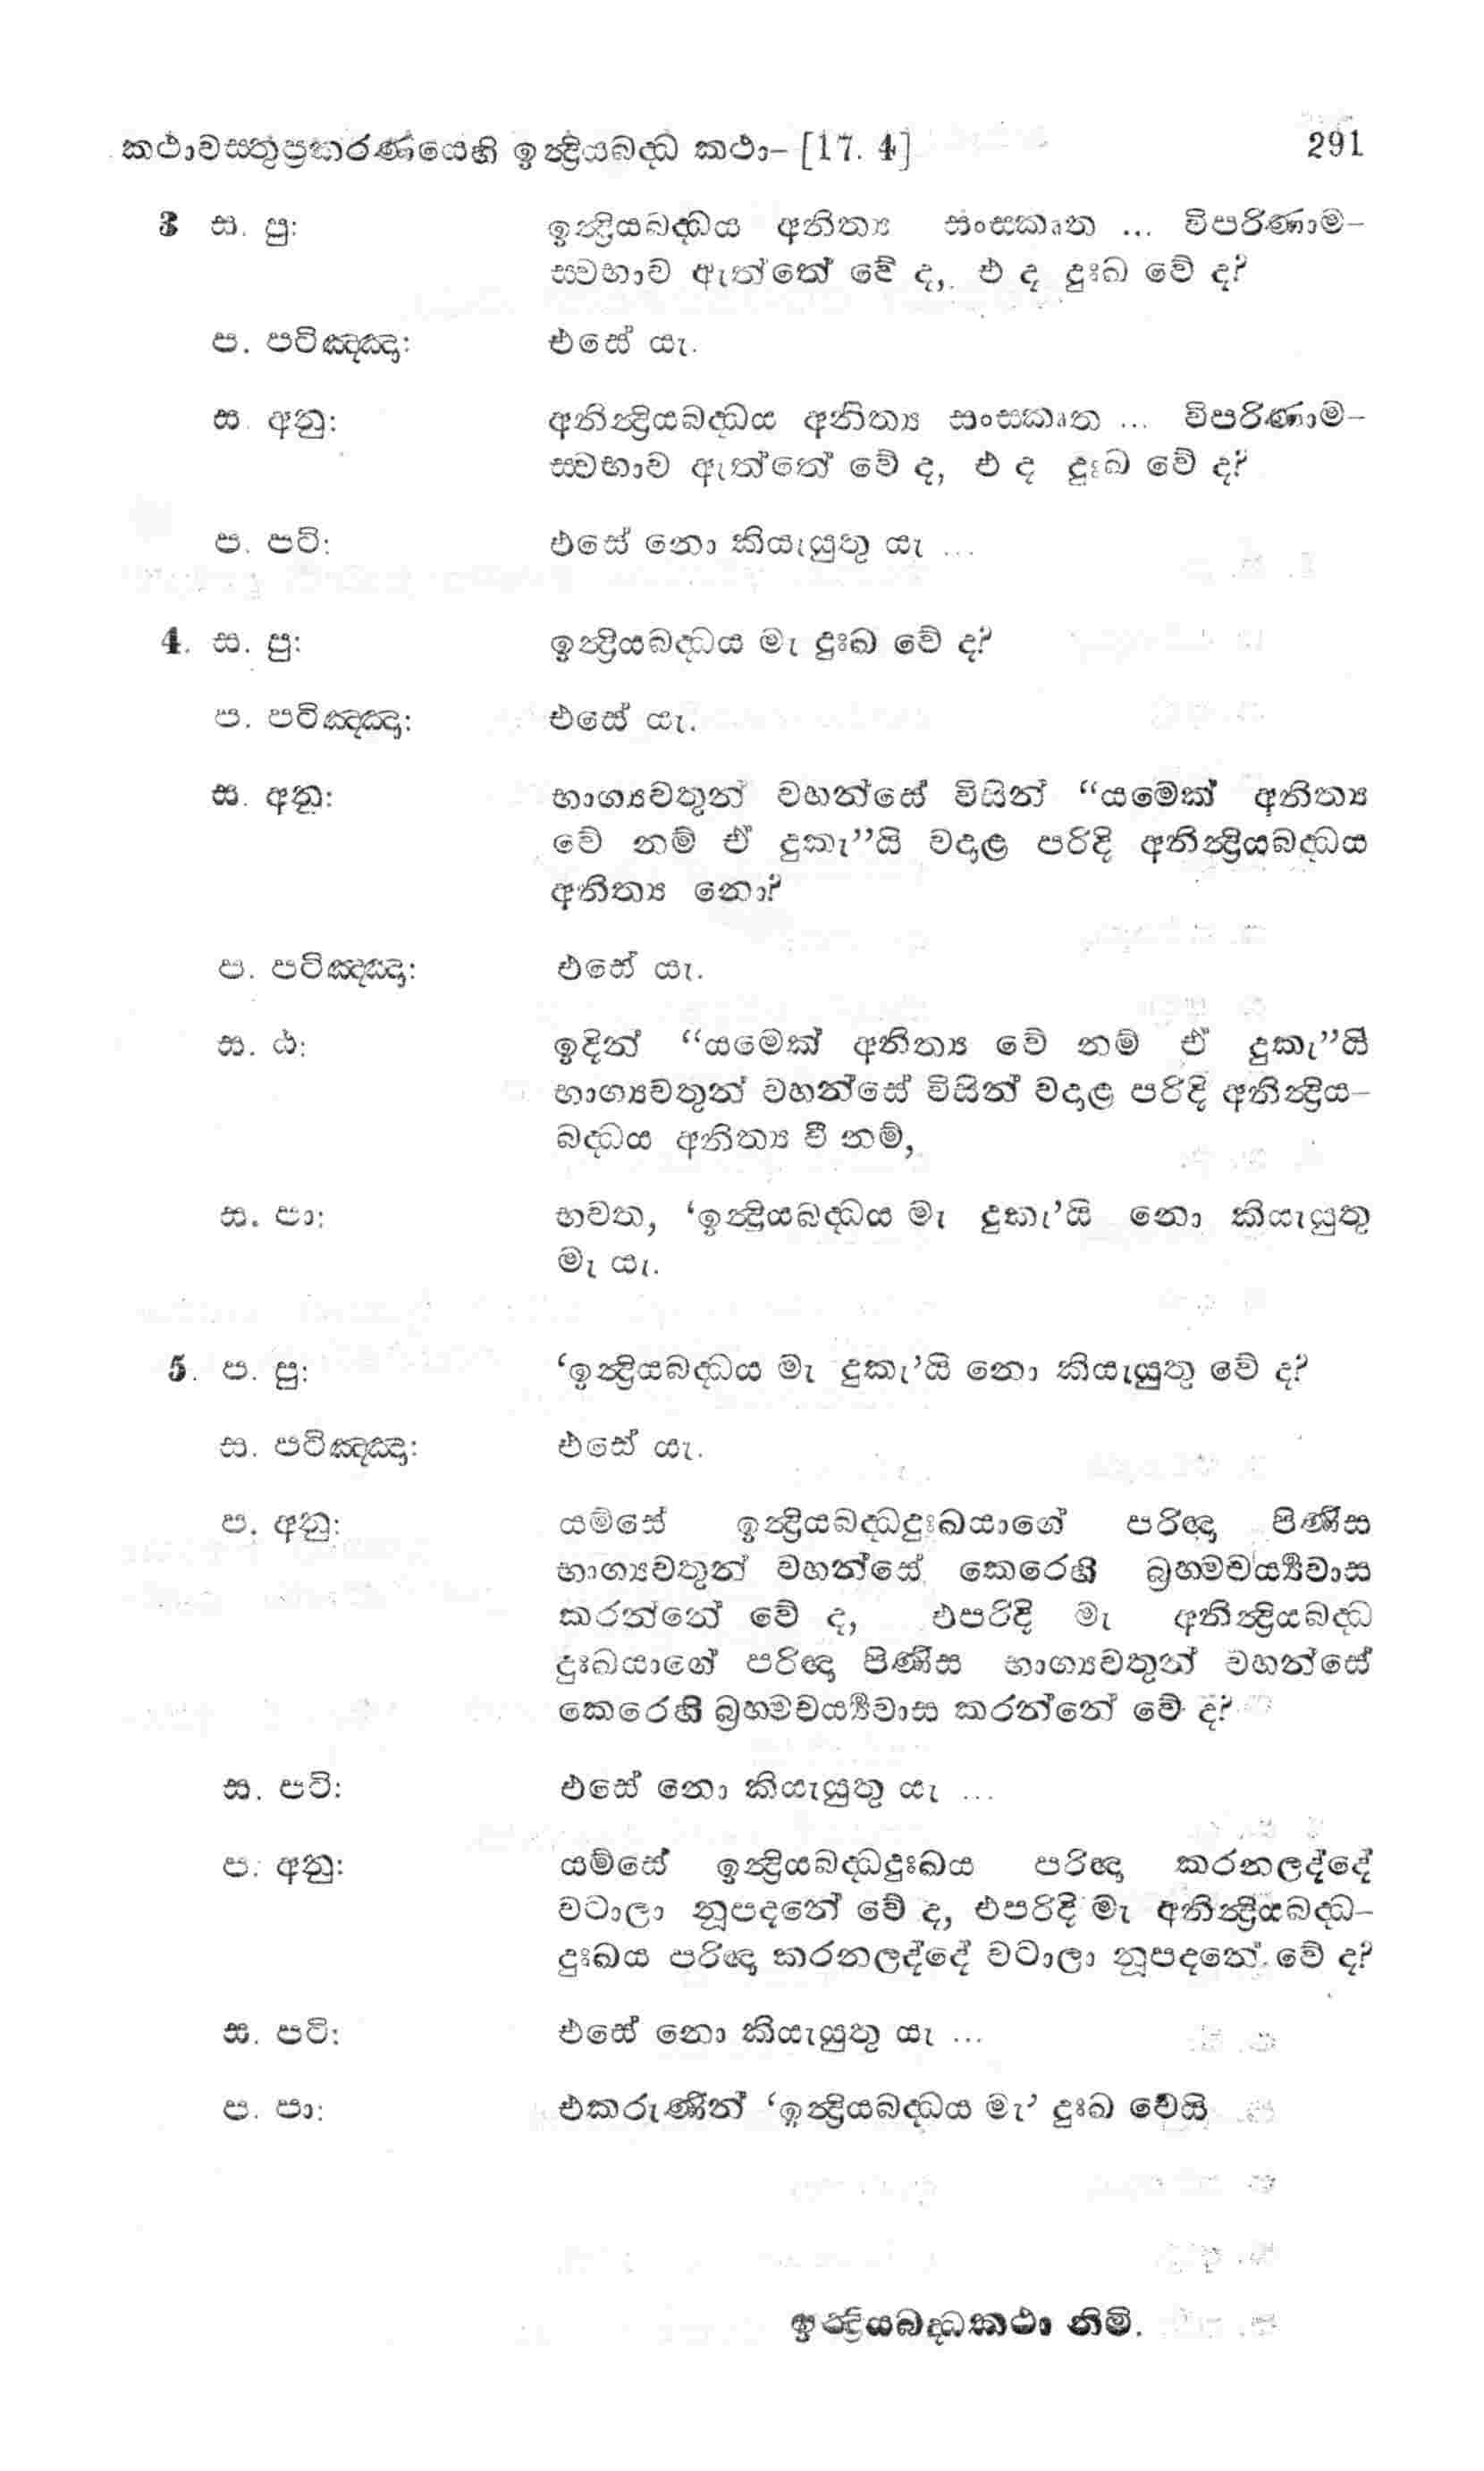 කථාවස්තුප්‍රකරණයෙහි ඉන්ද්‍රියබද්ධ කථා– [17. 4] 291
3 ස. පු: ඉන්ද්‍රියබද්ධය අනිත්‍ය සංස්කෘත ... විපරිණාම–
ස්වභාව ඇත්තේ වේ ද, එ ද දුඃඛ වේ ද?
ප. පටිඤ්ඤා: එසේ යැ.
ස. අනු: අනින්ද්‍රියබද්ධය අනිත්‍ය සංස්කෘත ... විපරිණාම–
ස්වභාව ඇත්තේ වේ ද, එ ද දුඃඛ වේ ද?
ප. පටි: එසේ නො කියැයුතු යැ ...
4. ස. පු: ඉන්ද්‍රියබද්ධය මැ දුඃඛ වේ ද?
ප. පටිඤ්ඤා: එසේ යැ.
ස. අනු: භාග්‍යවතුන් වහන්සේ විසින් “යමෙක් අනිත්‍ය
වේ නම් ඒ දුකැ”යි වදාළ පරිදි අනින්ද්‍රියබද්ධය
අනිත්‍ය නො?
ප. පටිඤ්ඤා: එසේ යැ.
ස. ඨ: ඉදින් “යමෙක් අනිත්‍ය වේ නම් ඒ දුකැ”යි
භාග්‍යවතුන් වහන්සේ විසින් වදාළ පරිදි අනින්ද්‍රිය–
බද්ධය අනිත්‍ය වී නම්,
ස. පා: භවත, ‘ඉන්ද්‍රියබද්ධය මැ දුකැ’යි නො කියැයුතු
මැ යැ.
5. ප. පු: ‘ඉන්ද්‍රියබද්ධය මැ දුකැ’යි නො කියැයුතු වේ ද?
ස. පටිඤ්ඤා: එසේ යැ.
ප. අනු: යම්සේ ඉන්ද්‍රියබද්ධදුඃඛයාගේ පරිඥා පිණිස
භාග්‍යවතුන් වහන්සේ කෙරෙහි බ්‍රහ්මචර්‍ය්‍යවාස
කරන්නේ වේ ද, එපරිදි මැ අනින්ද්‍රියබද්ධ
දුඃඛයාගේ පරිඥා පිණිස භාග්‍යවතුන් වහන්සේ
කෙරෙහි බ්‍රහ්මචර්‍ය්‍යවාස කරන්නේ වේ ද?
ස. පටි: එසේ නො කියැයුතු යැ ...
ප. අනු: යම්සේ ඉන්ද්‍රියබද්ධදුඃඛය පරිඥා කරනලද්දේ
වටාලා නූපදනේ වේ ද, එපරිදි මැ අනින්ද්‍රියබද්ධ–
දුඃඛය පරිඥා කරනලද්දේ වටාලා නූපදනේ වේ ද?
ස. පටි: එසේ නො කියැයුතු යැ ...
ප. පා: එකරුණින් ‘ඉන්ද්‍රියබද්ධය මැ’ දුඃඛ වෙයි
ඉන්ද්‍රියබද්ධකථා නිමි.